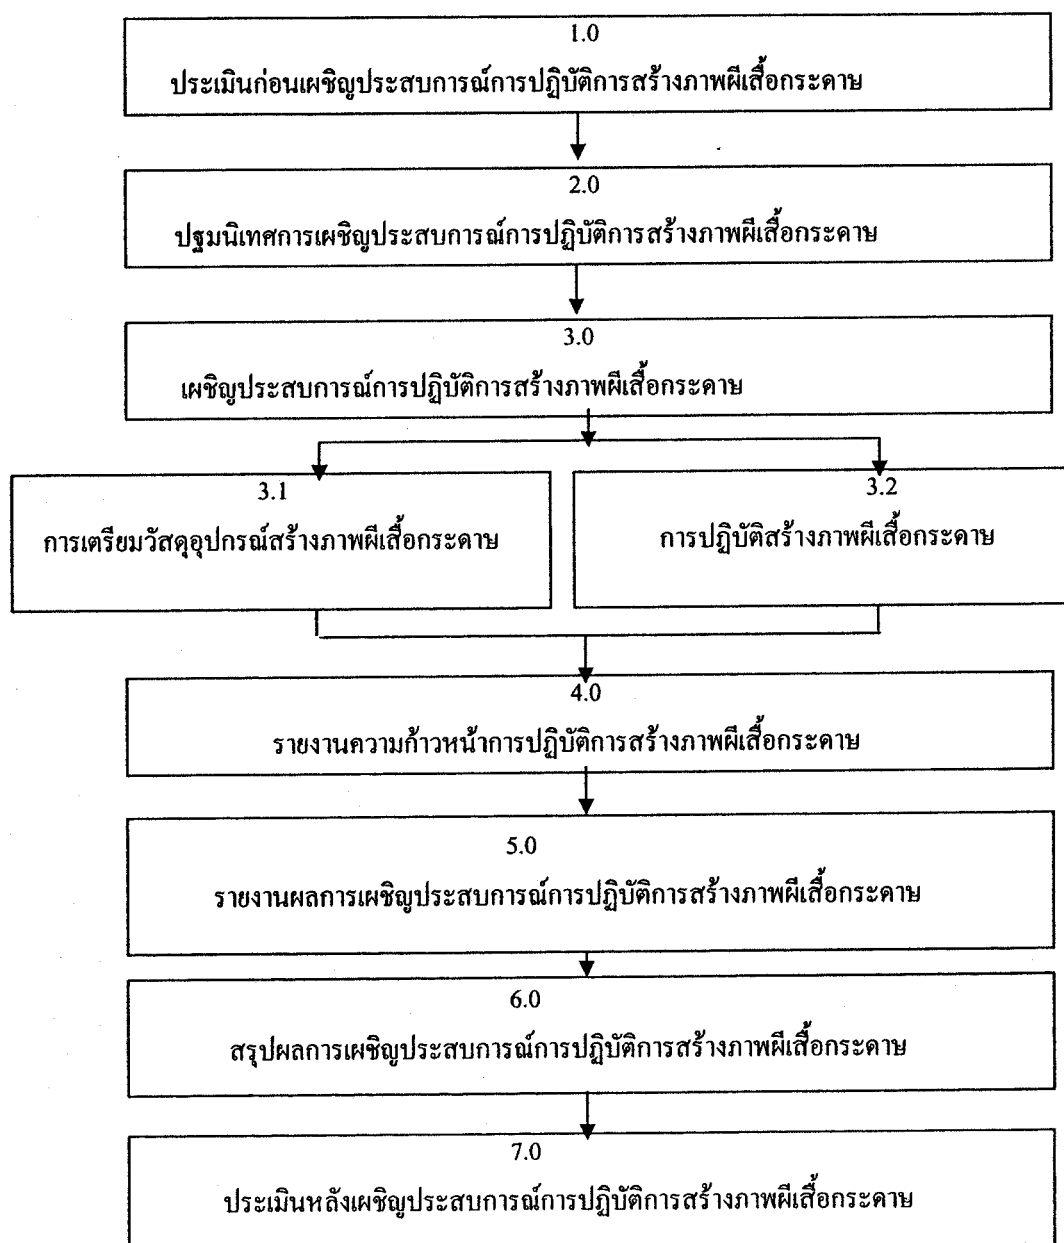 1.0
ประเมินก่อนเผชิญประสบการณ์การปฏิบัติการสร้างภาพผีเสื้อกระดาษ
2.0
ปฐมนิเทศการเผชิญประสบการณ์การปฏิบัติการสร้างภาพผีเสื้อกระดาษ
3.0
เผชิญประสบการณ์การปฏิบัติการสร้างภาพผีเสื้อกระดาษ
3.1
การเตรียมวัสดุอุปกรณ์สร้างภาพผีเสื้อกระดาษ
3.2
การปฏิบัติสร้างภาพผีเสื้อกระดาษ
4.0
รายงานความก้าวหน้าการปฏิบัติการสร้างภาพผีเสื้อกระดาษ
5.0
รายงานผลการเผชิญประสบการณ์การปฏิบัติการสร้างภาพผีเสื้อกระดาษ
6.0
สรุปผลการเผชิญประสบการณ์การปฏิบัติการสร้างภาพผีเสื้อกระดาษ
7.0
ประเมินหลังเผชิญประสบการณ์การปฏิบัติการสร้างภาพผีเสื้อกระดาษ